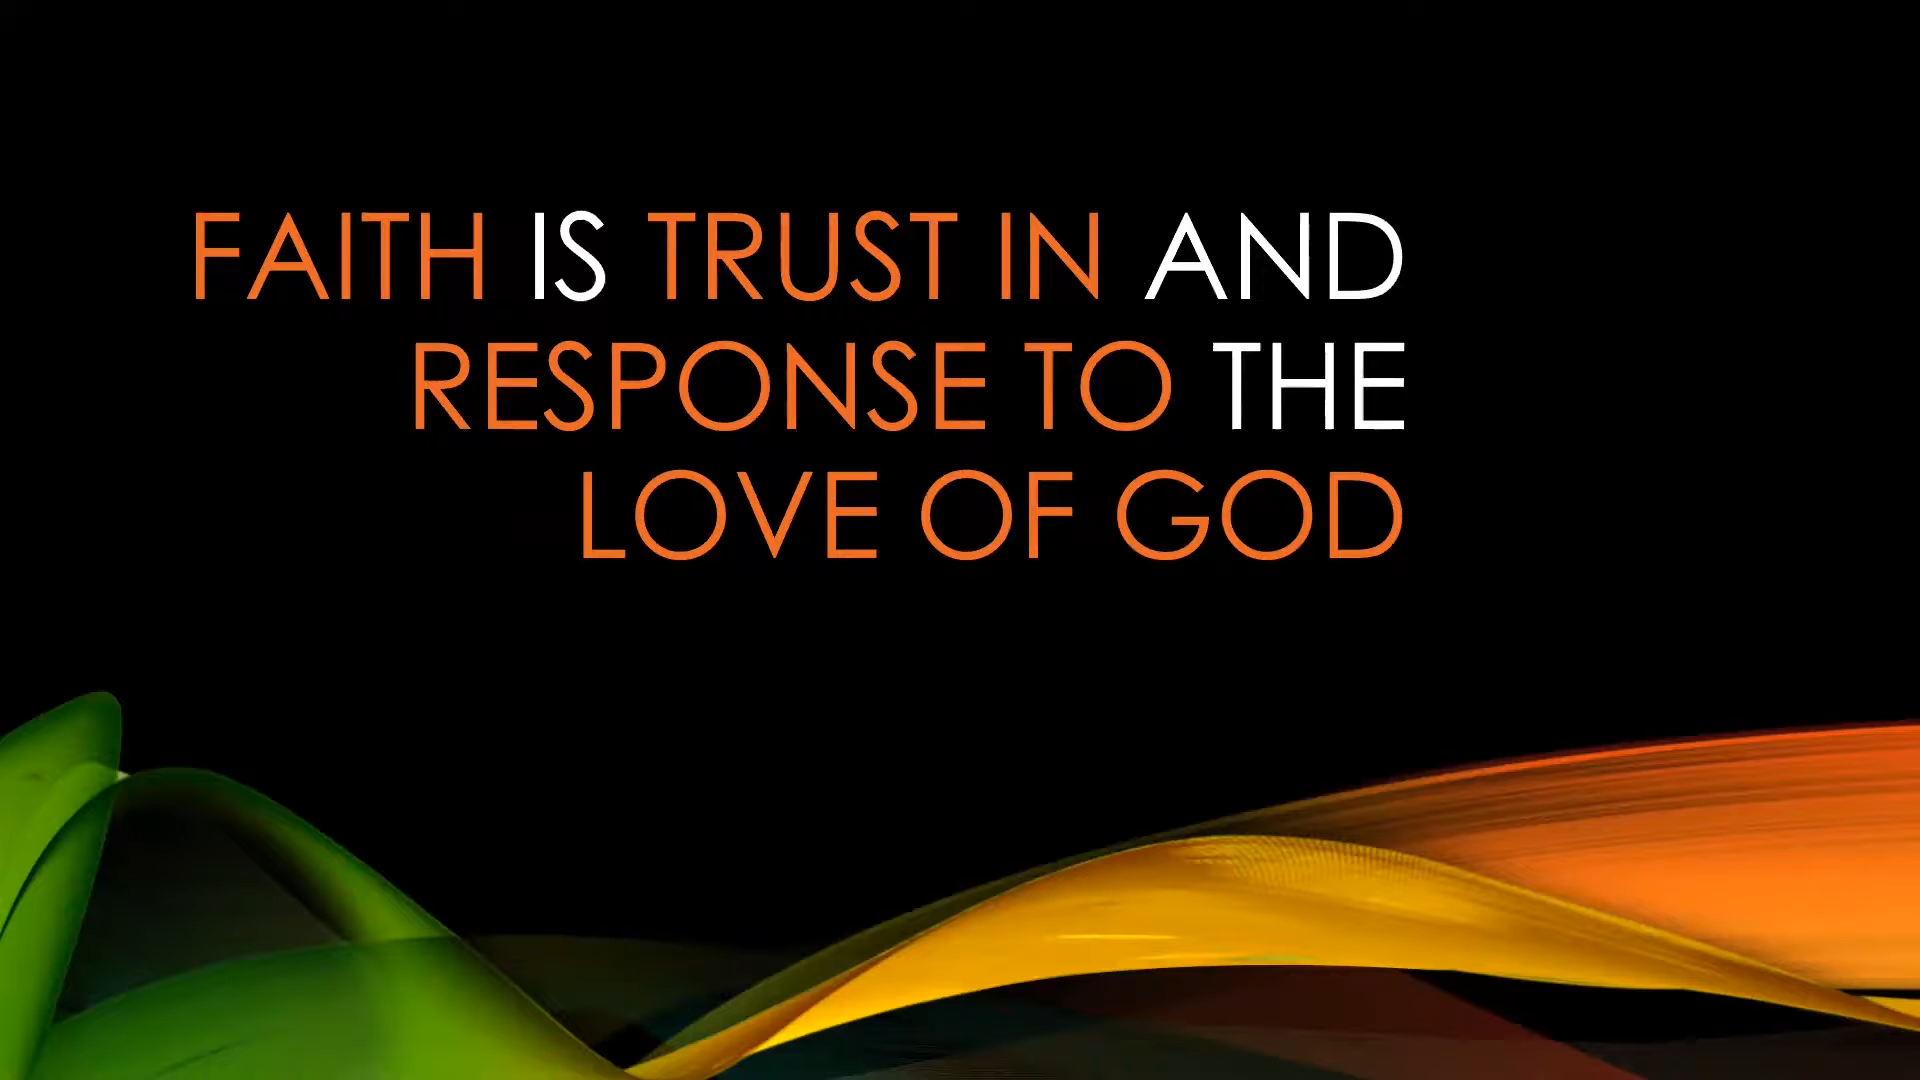 FAITH IS TRUST IN AND
RESPONSE TO THE
LOVE OF GOD